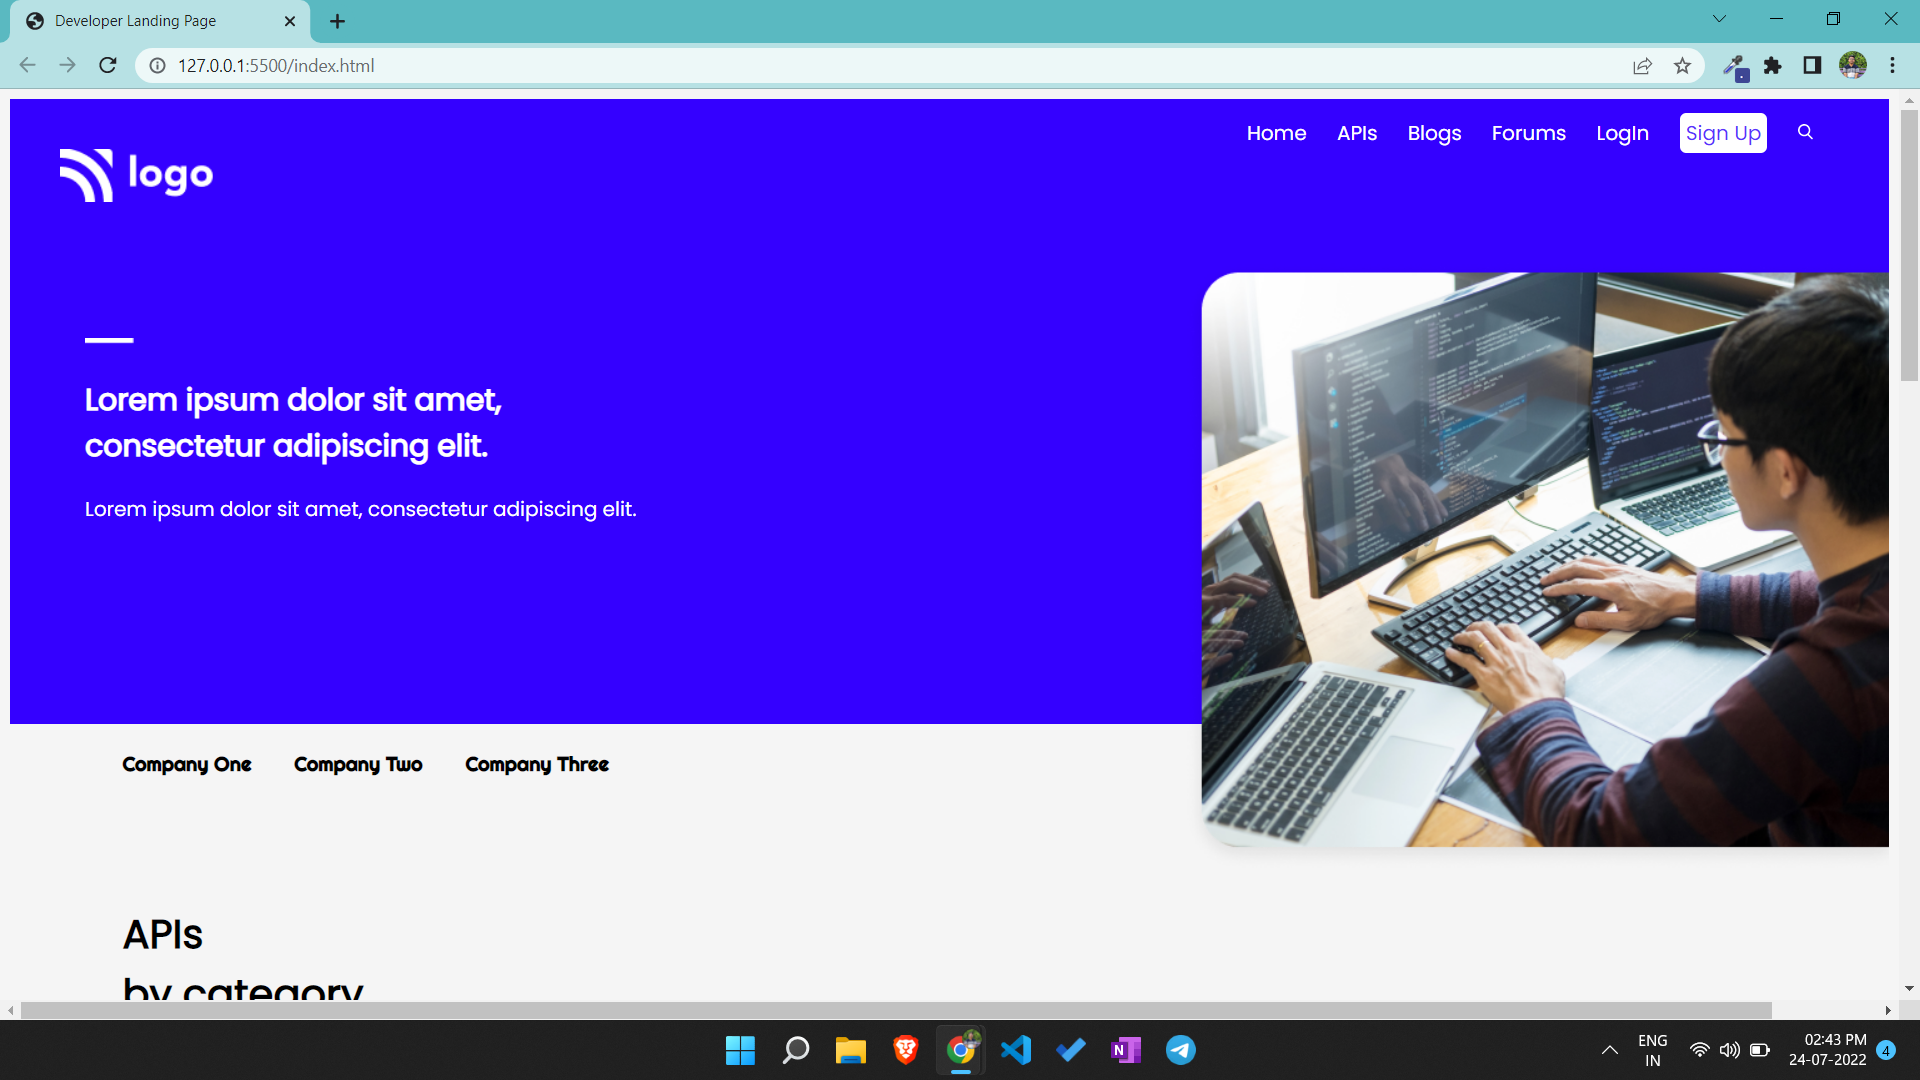 Developer Landing Page
127.0.0.1:5500/index.html
logo
Home APIs Blogs Forums LogIn Sign Up
Lorem ipsum dolor sit amet,
consectetur adipiscing elit.
Lorem ipsum dolor sit amet, consectetur adipiscing elit.
Company One Company Two Company Three
APIs
by category
N
ENG
IN
02:43 PM
24-07-2022
4